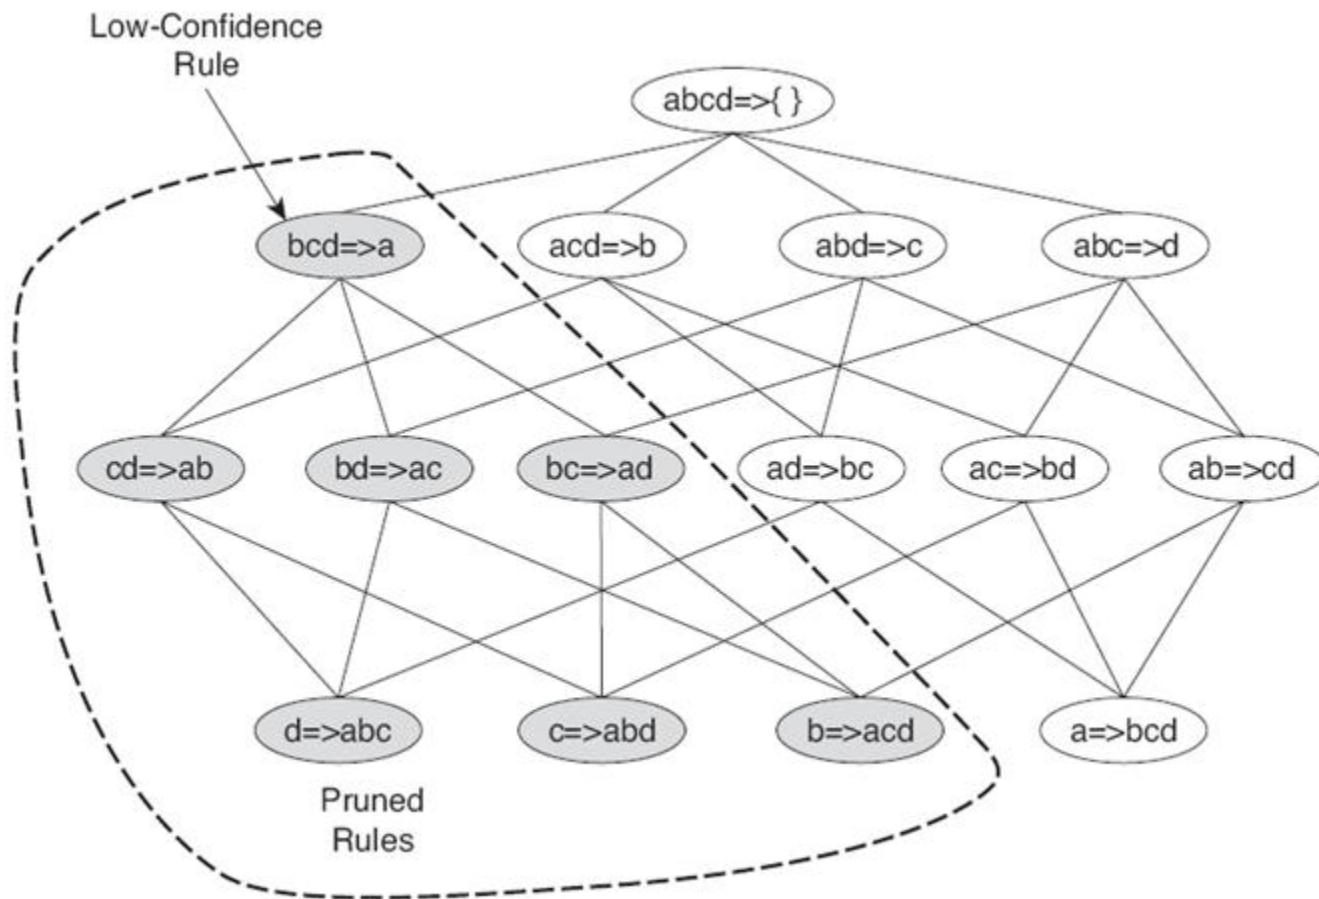 Low-Confidence
Rule
abcd=>{ }
bcd=>a
acd=>b
abd=>c
abc=>d
cd=>ab
bd=>ac
bc=>ad
ad=>bc
ac=>bd
ab=>cd
d=>abc
c=>abd
b=>acd
a=>bcd
Pruned
Rules